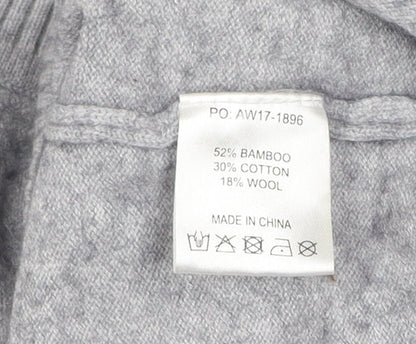 PO: AW17-1896
52% BAMBOO
30% COTTON
18% WOOL
MADE IN CHINA